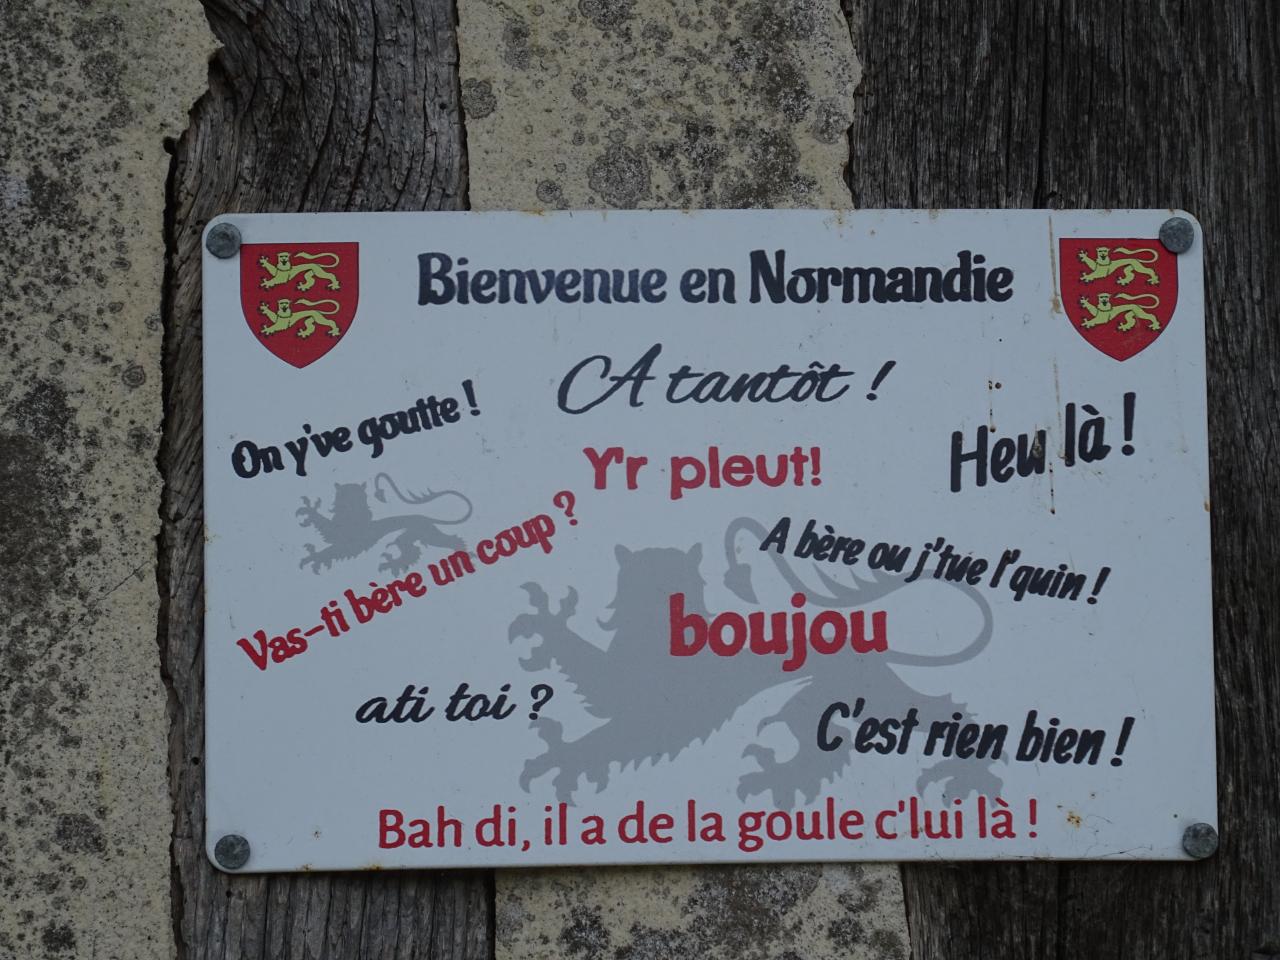 Bienvenue en Normandie
A tantôt !
On y've goutte !
Y'r pleut!
Heu là !
Vas-ti bère un coup ?
A bère ou j'tue l'quin !
boujou
ati toi ?
C'est rien bien !
Bah di, il a de la goule c'lui là !